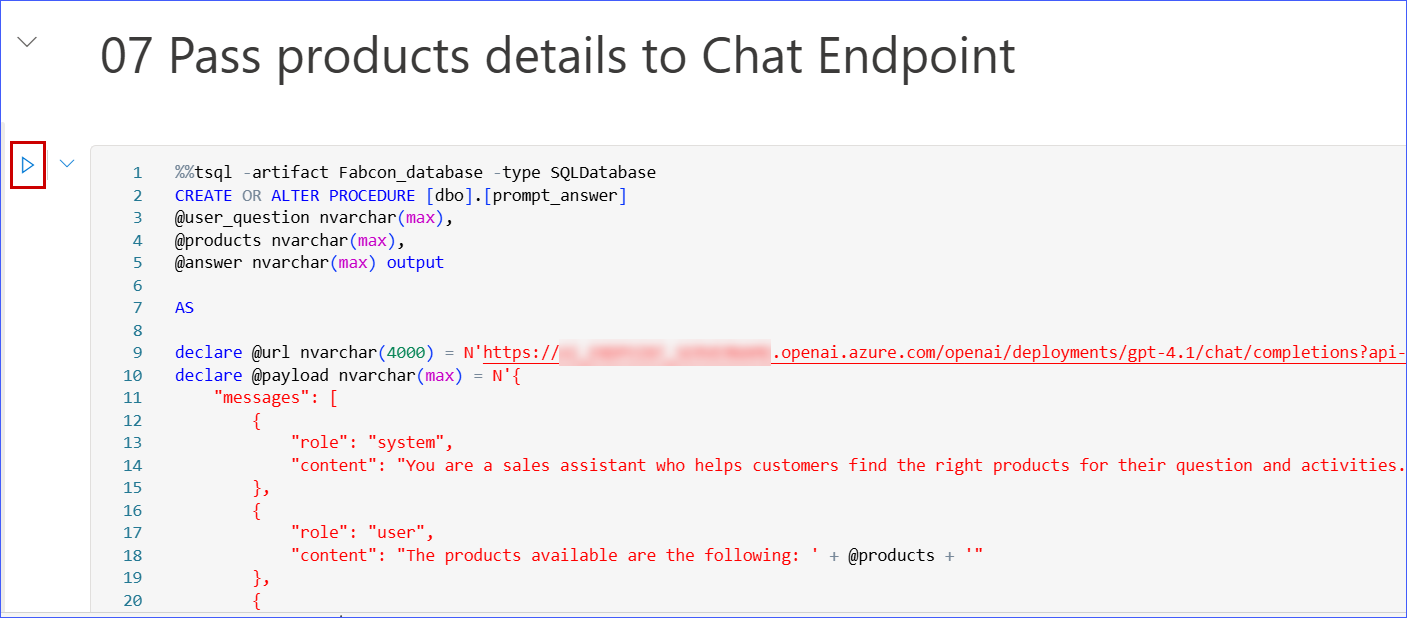 07 Pass products details to Chat Endpoint
1 %%tsql -artifact Fabcon_database -type SQLDatabase
2 CREATE OR ALTER PROCEDURE [dbo].[prompt_answer]
3 @user_question nvarchar(max),
4 @products nvarchar(max),
5 @answer nvarchar(max) output
6
7 AS
8
9 declare @url nvarchar(4000) = N'https://.openai.azure.com/openai/deployments/gpt-4.1/chat/completions?api-
10 declare @payload nvarchar(max) = N'{
11 "messages": [
12 {
13 "role": "system",
14 "content": "You are a sales assistant who helps customers find the right products for their question and activities.
15 },
16 {
17 "role": "user",
18 "content": "The products available are the following: ' + @products + '"
19 },
20 {